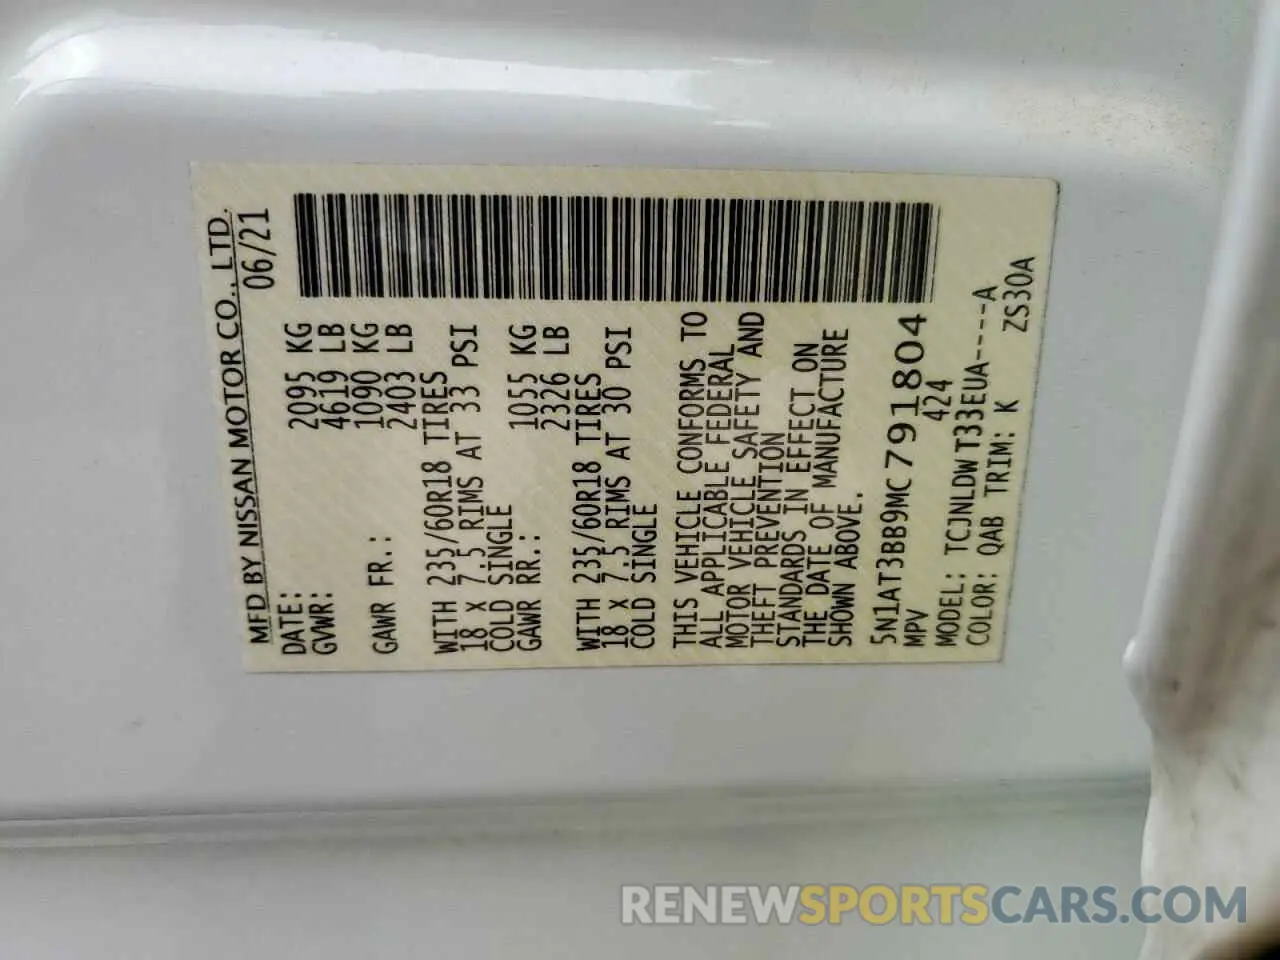 MFD BY NISSAN MOTOR CO., LTD.
DATE: 06/21
GVWR: 2095 KG
4619 LB
GAWR FR.: 1090 KG
2403 LB
WITH 235/60R18 TIRES
18 x 7.5 RIMS AT 33 PSI
COLD SINGLE
GAWR RR.: 1055 KG
2326 LB
WITH 235/60R18 TIRES
18 x 7.5 RIMS AT 30 PSI
COLD SINGLE
THIS VEHICLE CONFORMS TO
ALL APPLICABLE FEDERAL
MOTOR VEHICLE SAFETY AND
THEFT PREVENTION
STANDARDS IN EFFECT ON
THE DATE OF MANUFACTURE
SHOWN ABOVE.
5N1AT3BB9MC791804
MPV 424
MODEL: TCJNLDWT33EUA-----A
COLOR: QAB TRIM: K ZS30A
RENEWSPORTSCARS.COM